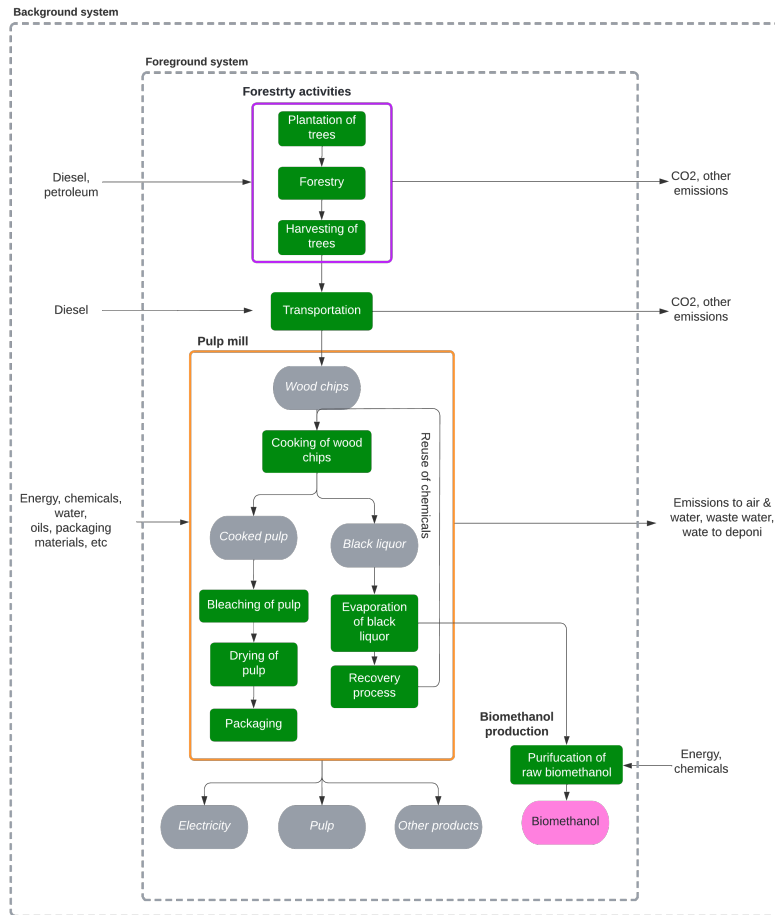 Background system
Foreground system
Forestrty activities
Plantation of
trees
Diesel,
petroleum
Forestry
CO2, other
emissions
Harvesting of
trees
Diesel
Transportation
CO2, other
emissions
Pulp mill
Wood chips
Cooking of wood
chips
Reuse of chemicals
Energy, chemicals,
water,
oils, packaging
materials, etc
Cooked pulp
Black liquor
Emissions to air &
water, waste water,
wate to deponi
Bleaching of pulp
Evaporation
of black
liquor
Drying of
pulp
Recovery
process
Packaging
Biomethanol
production
Purifucation of
raw biomethanol
Energy,
chemicals
Electricity
Pulp
Other products
Biomethanol